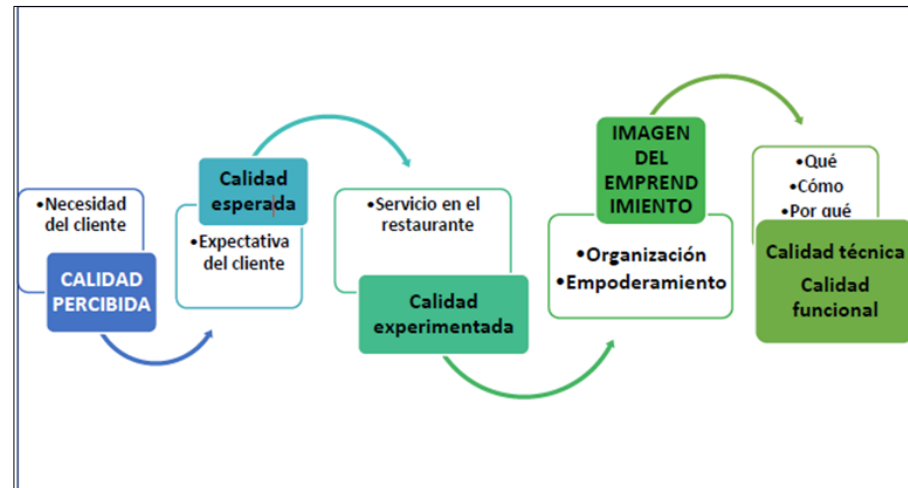 •Necesidad
del cliente
CALIDAD
PERCIBIDA
Calidad
esperada
•Expectativa
del cliente
•Servicio en el
restaurante
Calidad
experimentada
IMAGEN
DEL
EMPREND
IMIENTO
•Organización
•Empoderamiento
•Qué
•Cómo
•Por qué
Calidad técnica
Calidad
funcional